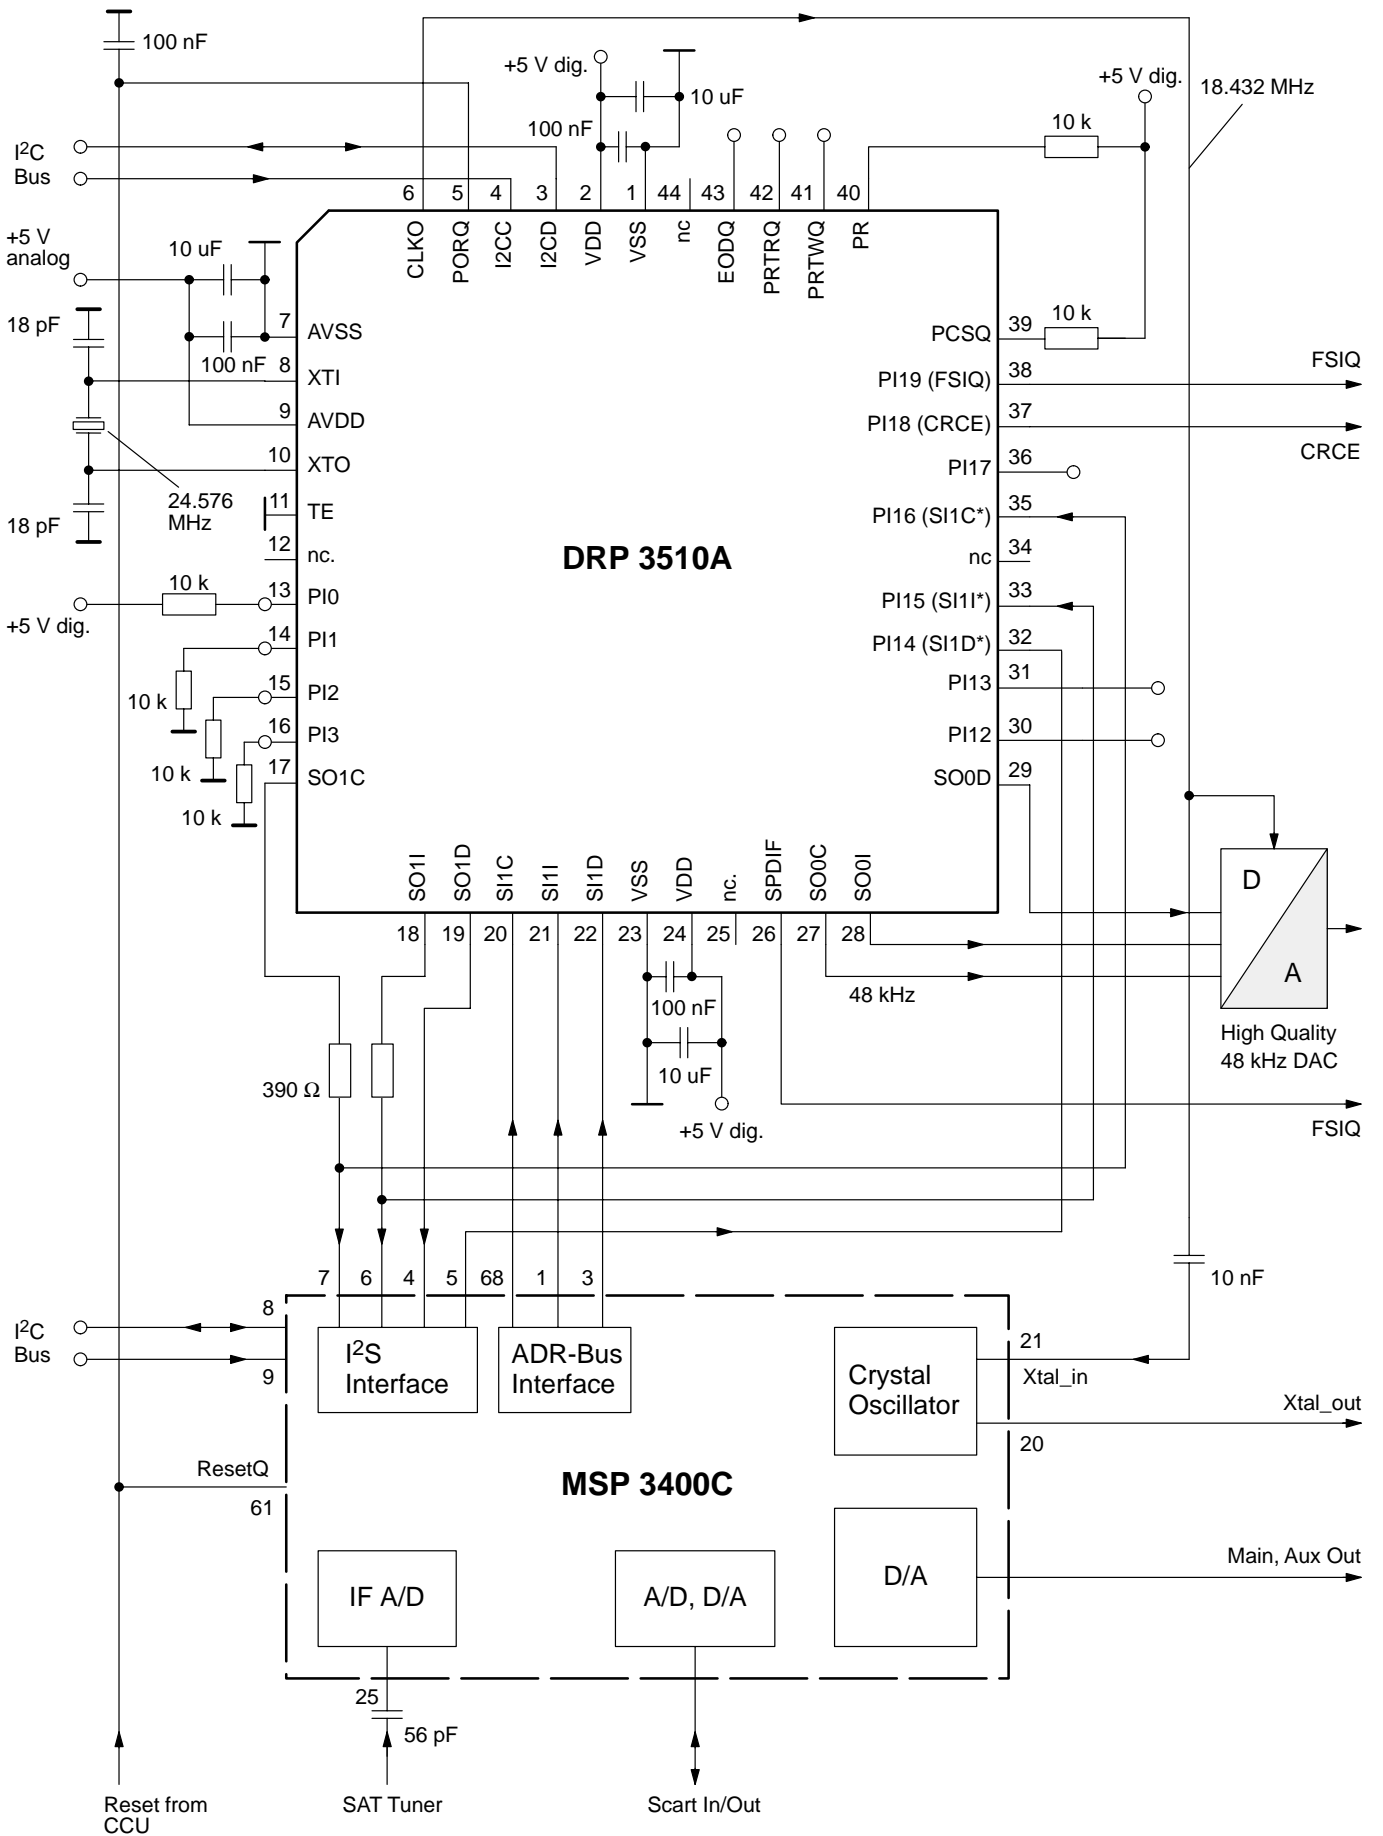 100 nF
+5 V dig.
10 uF
100 nF
+5 V dig.
18.432 MHz
10 k
I²C
Bus
6 5 4 3 2 1 44 43 42 41 40
CLKO PORQ I2CC I2CD VDD VSS nc EODQ PRTRQ PRTWQ PR
+5 V
analog
10 uF
100 nF
18 pF
7 AVSS
8 XTI
9 AVDD
10 XTO
24.576
MHz
18 pF
11 TE
12 nc.
10 k
13 PI0
+5 V dig.
14 PI1
10 k
15 PI2
10 k
16 PI3
10 k
17 SO1C
DRP 3510A
10 k
PCSQ 39
PI19 (FSIQ) 38
FSIQ
PI18 (CRCE) 37
CRCE
PI17 36
PI16 (SI1C*) 35
nc 34
PI15 (SI1I*) 33
PI14 (SI1D*) 32
PI13 31
PI12 30
SO0D 29
SO1I SO1D SI1C SI1I SI1D VSS VDD nc. SPDIF SO0C SO0I
18 19 20 21 22 23 24 25 26 27 28
D
A
High Quality
48 kHz DAC
48 kHz
100 nF
10 uF
+5 V dig.
390 Ω
FSIQ
10 nF
7 6 4 5 68 1 3
I²C
Bus
8
9
I²S
Interface
ADR-Bus
Interface
Crystal
Oscillator
21
Xtal_in
Xtal_out
20
ResetQ
61
MSP 3400C
IF A/D
A/D, D/A
D/A
Main, Aux Out
25
56 pF
Reset from
CCU
SAT Tuner
Scart In/Out